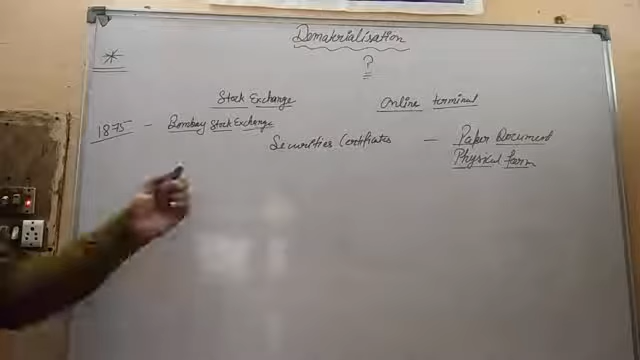 Dematerialisation
*
?
Stock Exchange Online terminal
1875 - Bombay Stock Exchange
Securities Certificates - Paper Document
Physical form